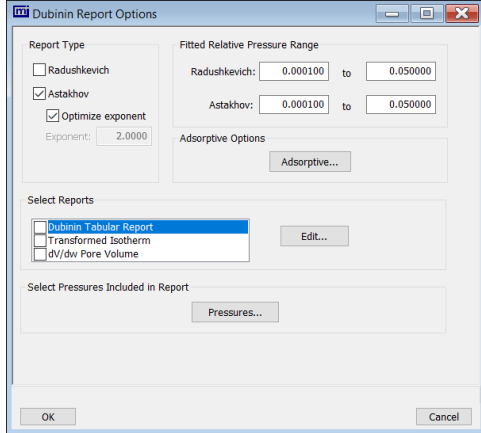 mi Dubinin Report Options
Report Type
Radushkevich
Astakhov
Optimize exponent
Exponent: 2.0000
Fitted Relative Pressure Range
Radushkevich: 0.000100 to 0.050000
Astakhov: 0.000100 to 0.050000
Adsorptive Options
Adsorptive...
Select Reports
Dubinin Tabular Report
Transformed Isotherm
dV/dw Pore Volume
Edit...
Select Pressures Included in Report
Pressures...
OK
Cancel